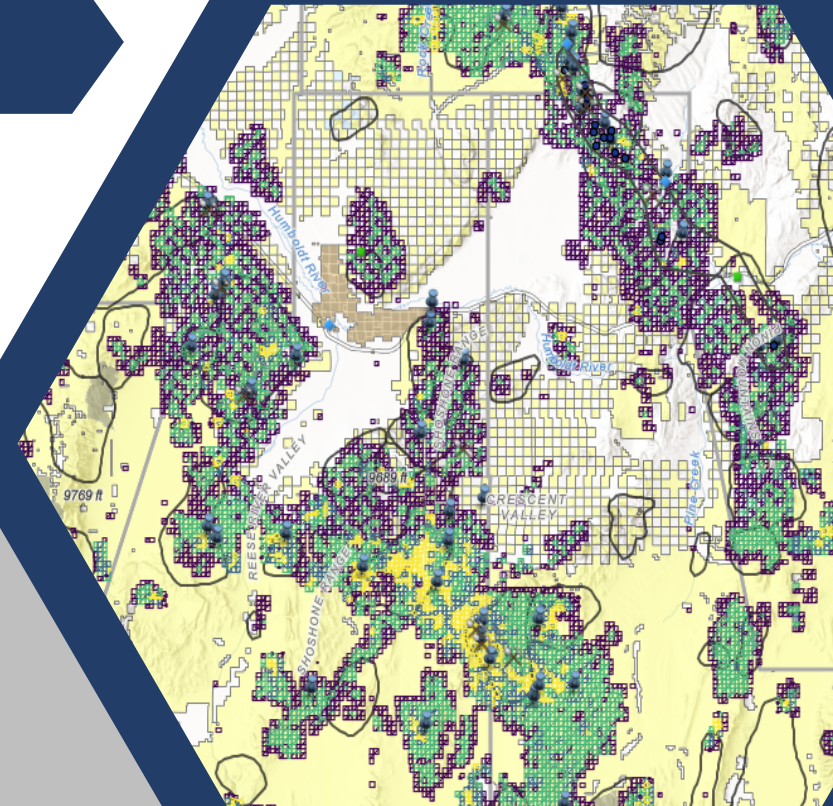 Humboldt River
SHOSHONE RANGE
Humboldt River
9689 ft
9769 ft
REESE RIVER VALLEY
CRESCENT
VALLEY
Pine Creek
SHOSHONE RANGE